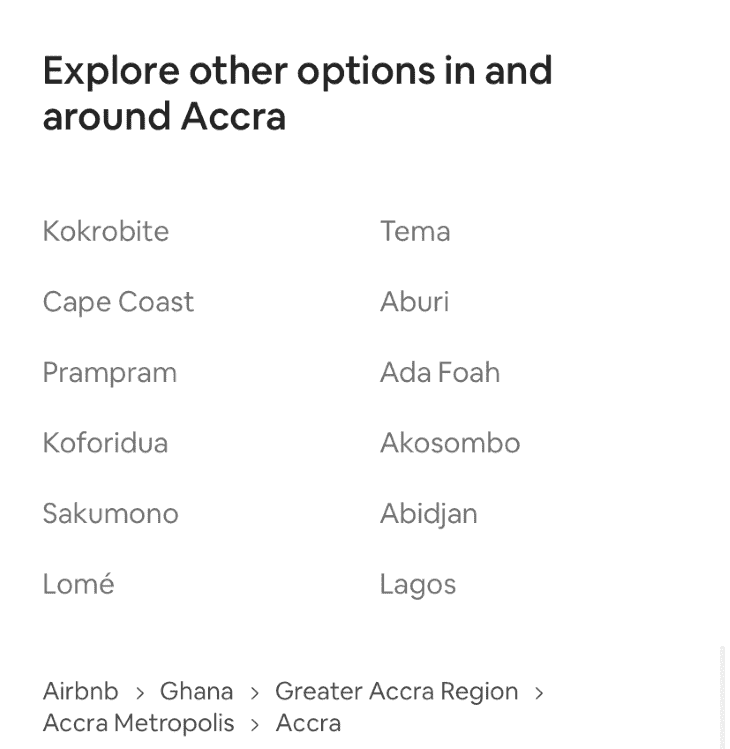 Explore other options in and
around Accra
Kokrobite Tema
Cape Coast Aburi
Prampram Ada Foah
Koforidua Akosombo
Sakumono Abidjan
Lomé Lagos
Airbnb > Ghana > Greater Accra Region >
Accra Metropolis > Accra